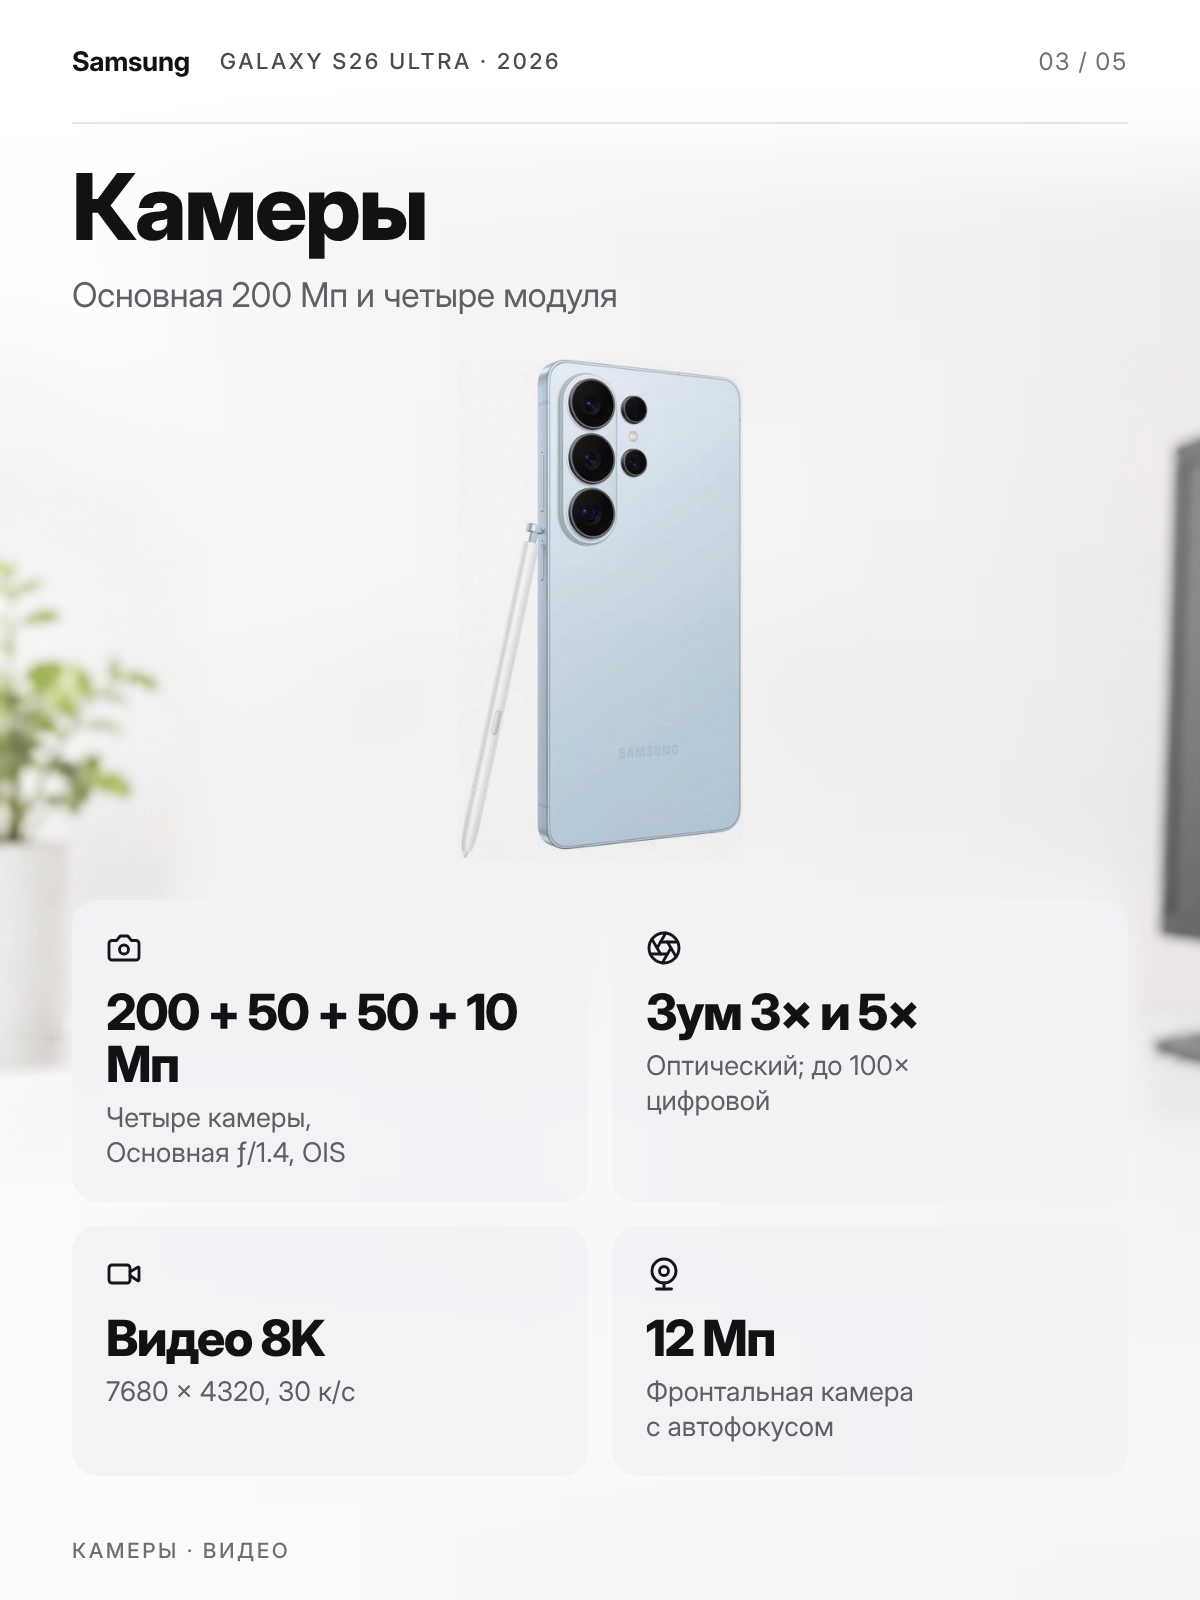 Samsung GALAXY S26 ULTRA · 2026 03 / 05
Камеры
Основная 200 Мп и четыре модуля
SAMSUNG
200 + 50 + 50 + 10
Мп
Четыре камеры,
Основная ƒ/1.4, OIS
Зум 3× и 5×
Оптический; до 100×
цифровой
Видео 8K
7680 × 4320, 30 к/с
12 Мп
Фронтальная камера
с автофокусом
КАМЕРЫ · ВИДЕО